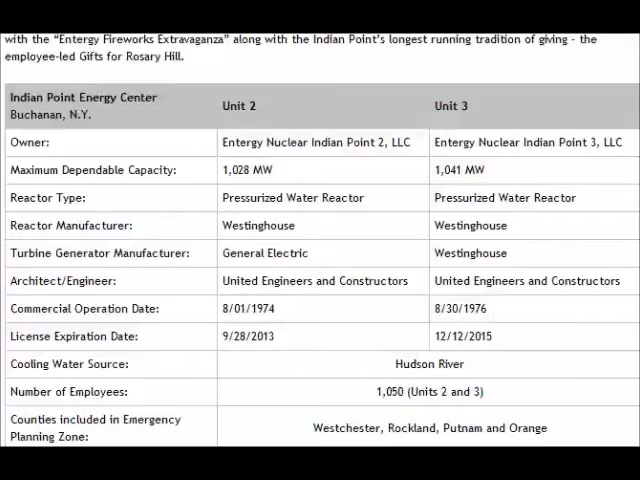 with the “Entergy Fireworks Extravaganza” along with the Indian Point’s longest running tradition of giving - the
employee-led Gifts for Rosary Hill.
Indian Point Energy Center
Buchanan, N.Y.
Unit 2
Unit 3
Owner:
Entergy Nuclear Indian Point 2, LLC
Entergy Nuclear Indian Point 3, LLC
Maximum Dependable Capacity:
1,028 MW
1,041 MW
Reactor Type:
Pressurized Water Reactor
Pressurized Water Reactor
Reactor Manufacturer:
Westinghouse
Westinghouse
Turbine Generator Manufacturer:
General Electric
Westinghouse
Architect/Engineer:
United Engineers and Constructors
United Engineers and Constructors
Commercial Operation Date:
8/01/1974
8/30/1976
License Expiration Date:
9/28/2013
12/12/2015
Cooling Water Source:
Hudson River
Number of Employees:
1,050 (Units 2 and 3)
Counties included in Emergency
Planning Zone:
Westchester, Rockland, Putnam and Orange